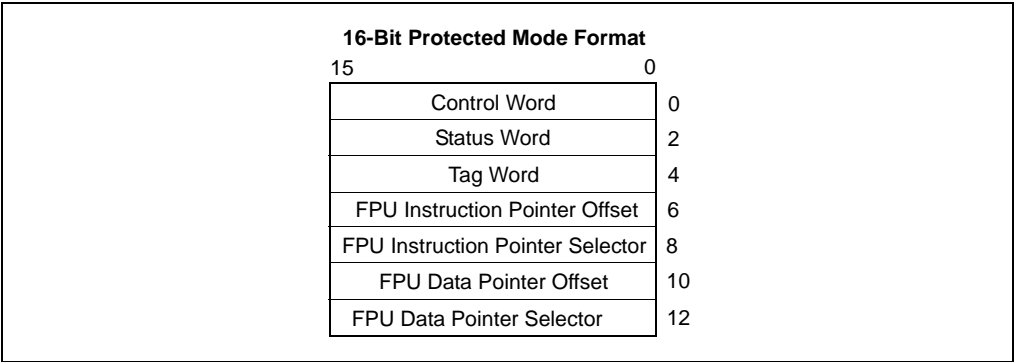 16-Bit Protected Mode Format
15 0
Control Word 0
Status Word 2
Tag Word 4
FPU Instruction Pointer Offset 6
FPU Instruction Pointer Selector 8
FPU Data Pointer Offset 10
FPU Data Pointer Selector 12